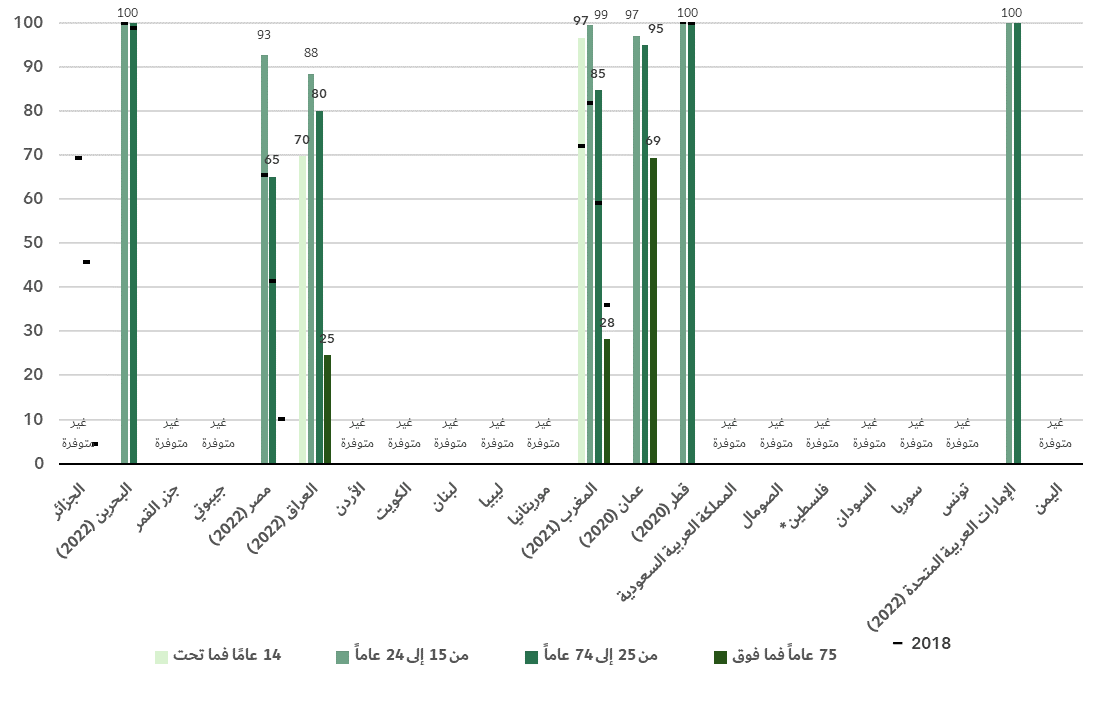 100
90
80
70
60
50
40
30
20
10
0
غير متوفرة
100
غير متوفرة
غير متوفرة
93
65
70
88
80
25
غير متوفرة
غير متوفرة
غير متوفرة
غير متوفرة
غير متوفرة
97
99
85
28
97
95
69
100
غير متوفرة
غير متوفرة
غير متوفرة
غير متوفرة
غير متوفرة
غير متوفرة
100
غير متوفرة
الجزائر
البحرين (2022)
جزر القمر
جيبوتي
مصر (2022)
العراق (2022)
الأردن
الكويت
لبنان
ليبيا
موريتانيا
المغرب (2021)
عمان (2020)
قطر (2020)
المملكة العربية السعودية
الصومال
فلسطين *
السودان
سوريا
تونس
الإمارات العربية المتحدة (2022)
اليمن
14 عامًا فما تحت
من 15 إلى 24 عاماً
من 25 إلى 74 عاماً
75 عاماً فما فوق
2018